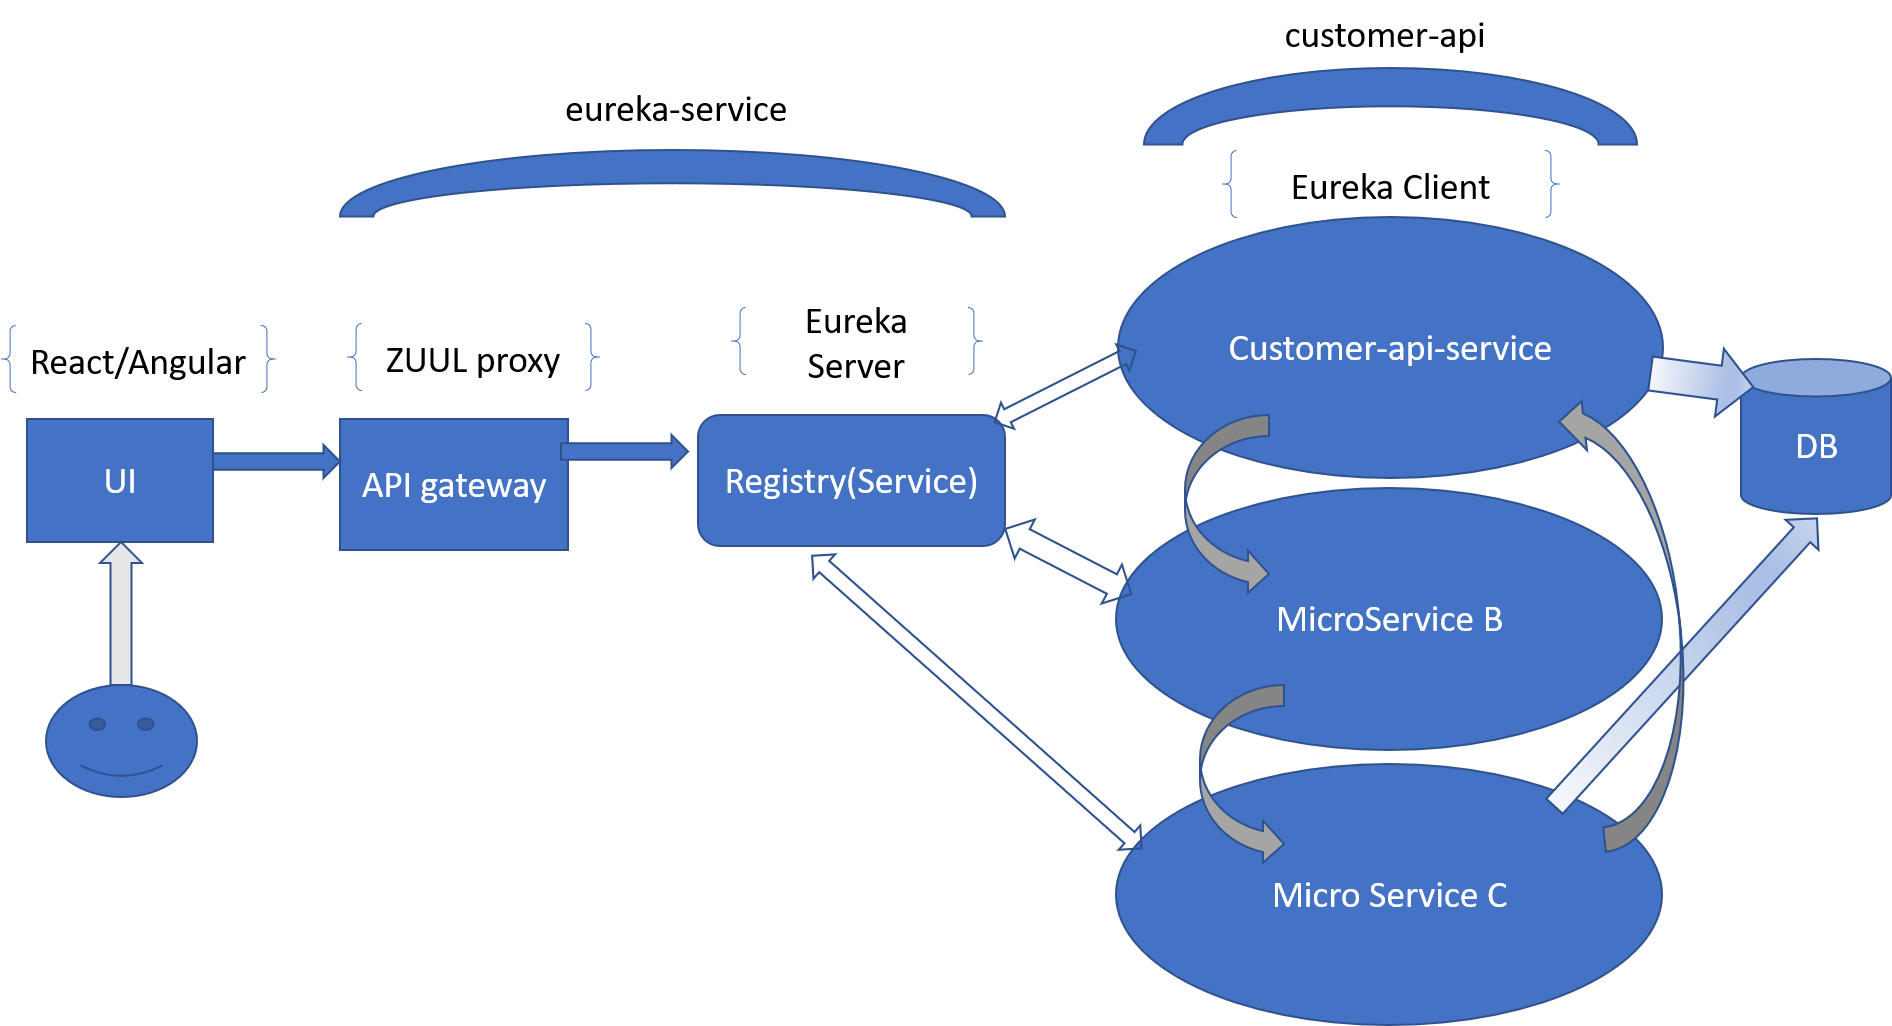 customer-api
eureka-service
Eureka Client
Eureka
Server
React/Angular
ZUUL proxy
Customer-api-service
UI
API gateway
Registry(Service)
DB
MicroService B
Micro Service C